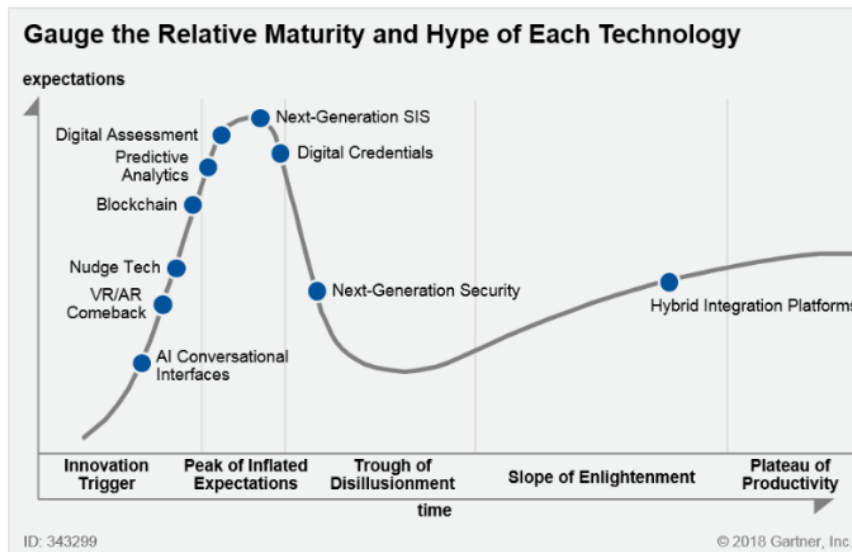 Gauge the Relative Maturity and Hype of Each Technology
expectations
Next-Generation SIS
Digital Assessment
Digital Credentials
Predictive
Analytics
Blockchain
Nudge Tech
Next-Generation Security
VR/AR
Comeback
Hybrid Integration Platforms
AI Conversational
Interfaces
Innovation
Trigger
Peak of Inflated
Expectations
Trough of
Disillusionment
Slope of Enlightenment
Plateau of
Productivity
time
ID: 343299
© 2018 Gartner, Inc.